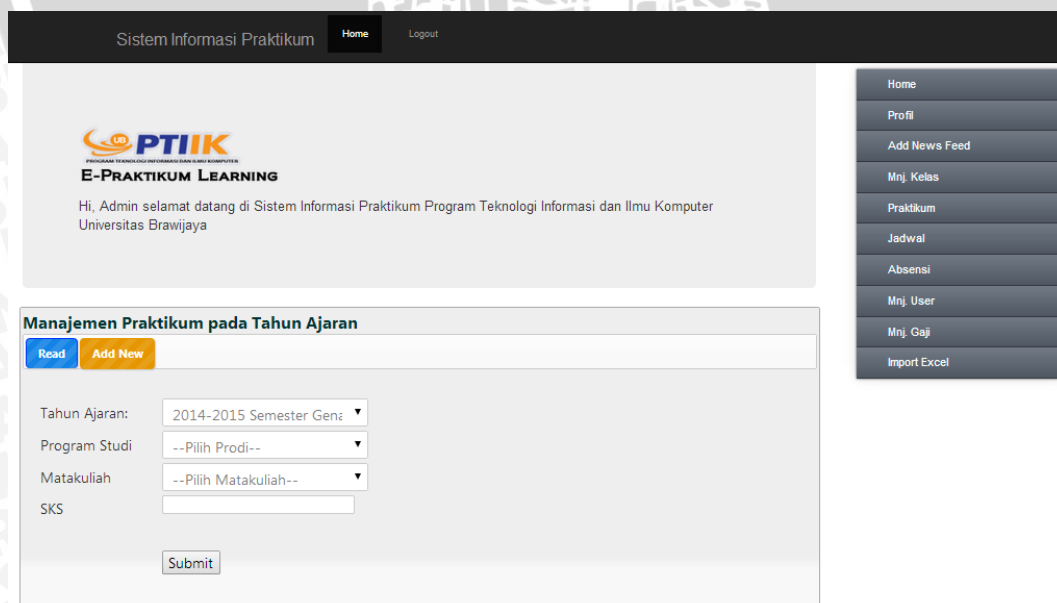 Sistem Informasi Praktikum Home Logout
UB PTIIK
PROGRAM TEKNOLOGI INFORMASI DAN ILMU KOMPUTER
E-PRAKTIKUM LEARNING
Hi, Admin selamat datang di Sistem Informasi Praktikum Program Teknologi Informasi dan Ilmu Komputer
Universitas Brawijaya
Manajemen Praktikum pada Tahun Ajaran
Read Add New
Tahun Ajaran: 2014-2015 Semester Gena
Program Studi --Pilih Prodi--
Matakuliah --Pilih Matakuliah--
SKS
Submit
Home
Profil
Add News Feed
Mnj. Kelas
Praktikum
Jadwal
Absensi
Mnj. User
Mnj. Gaji
Import Excel